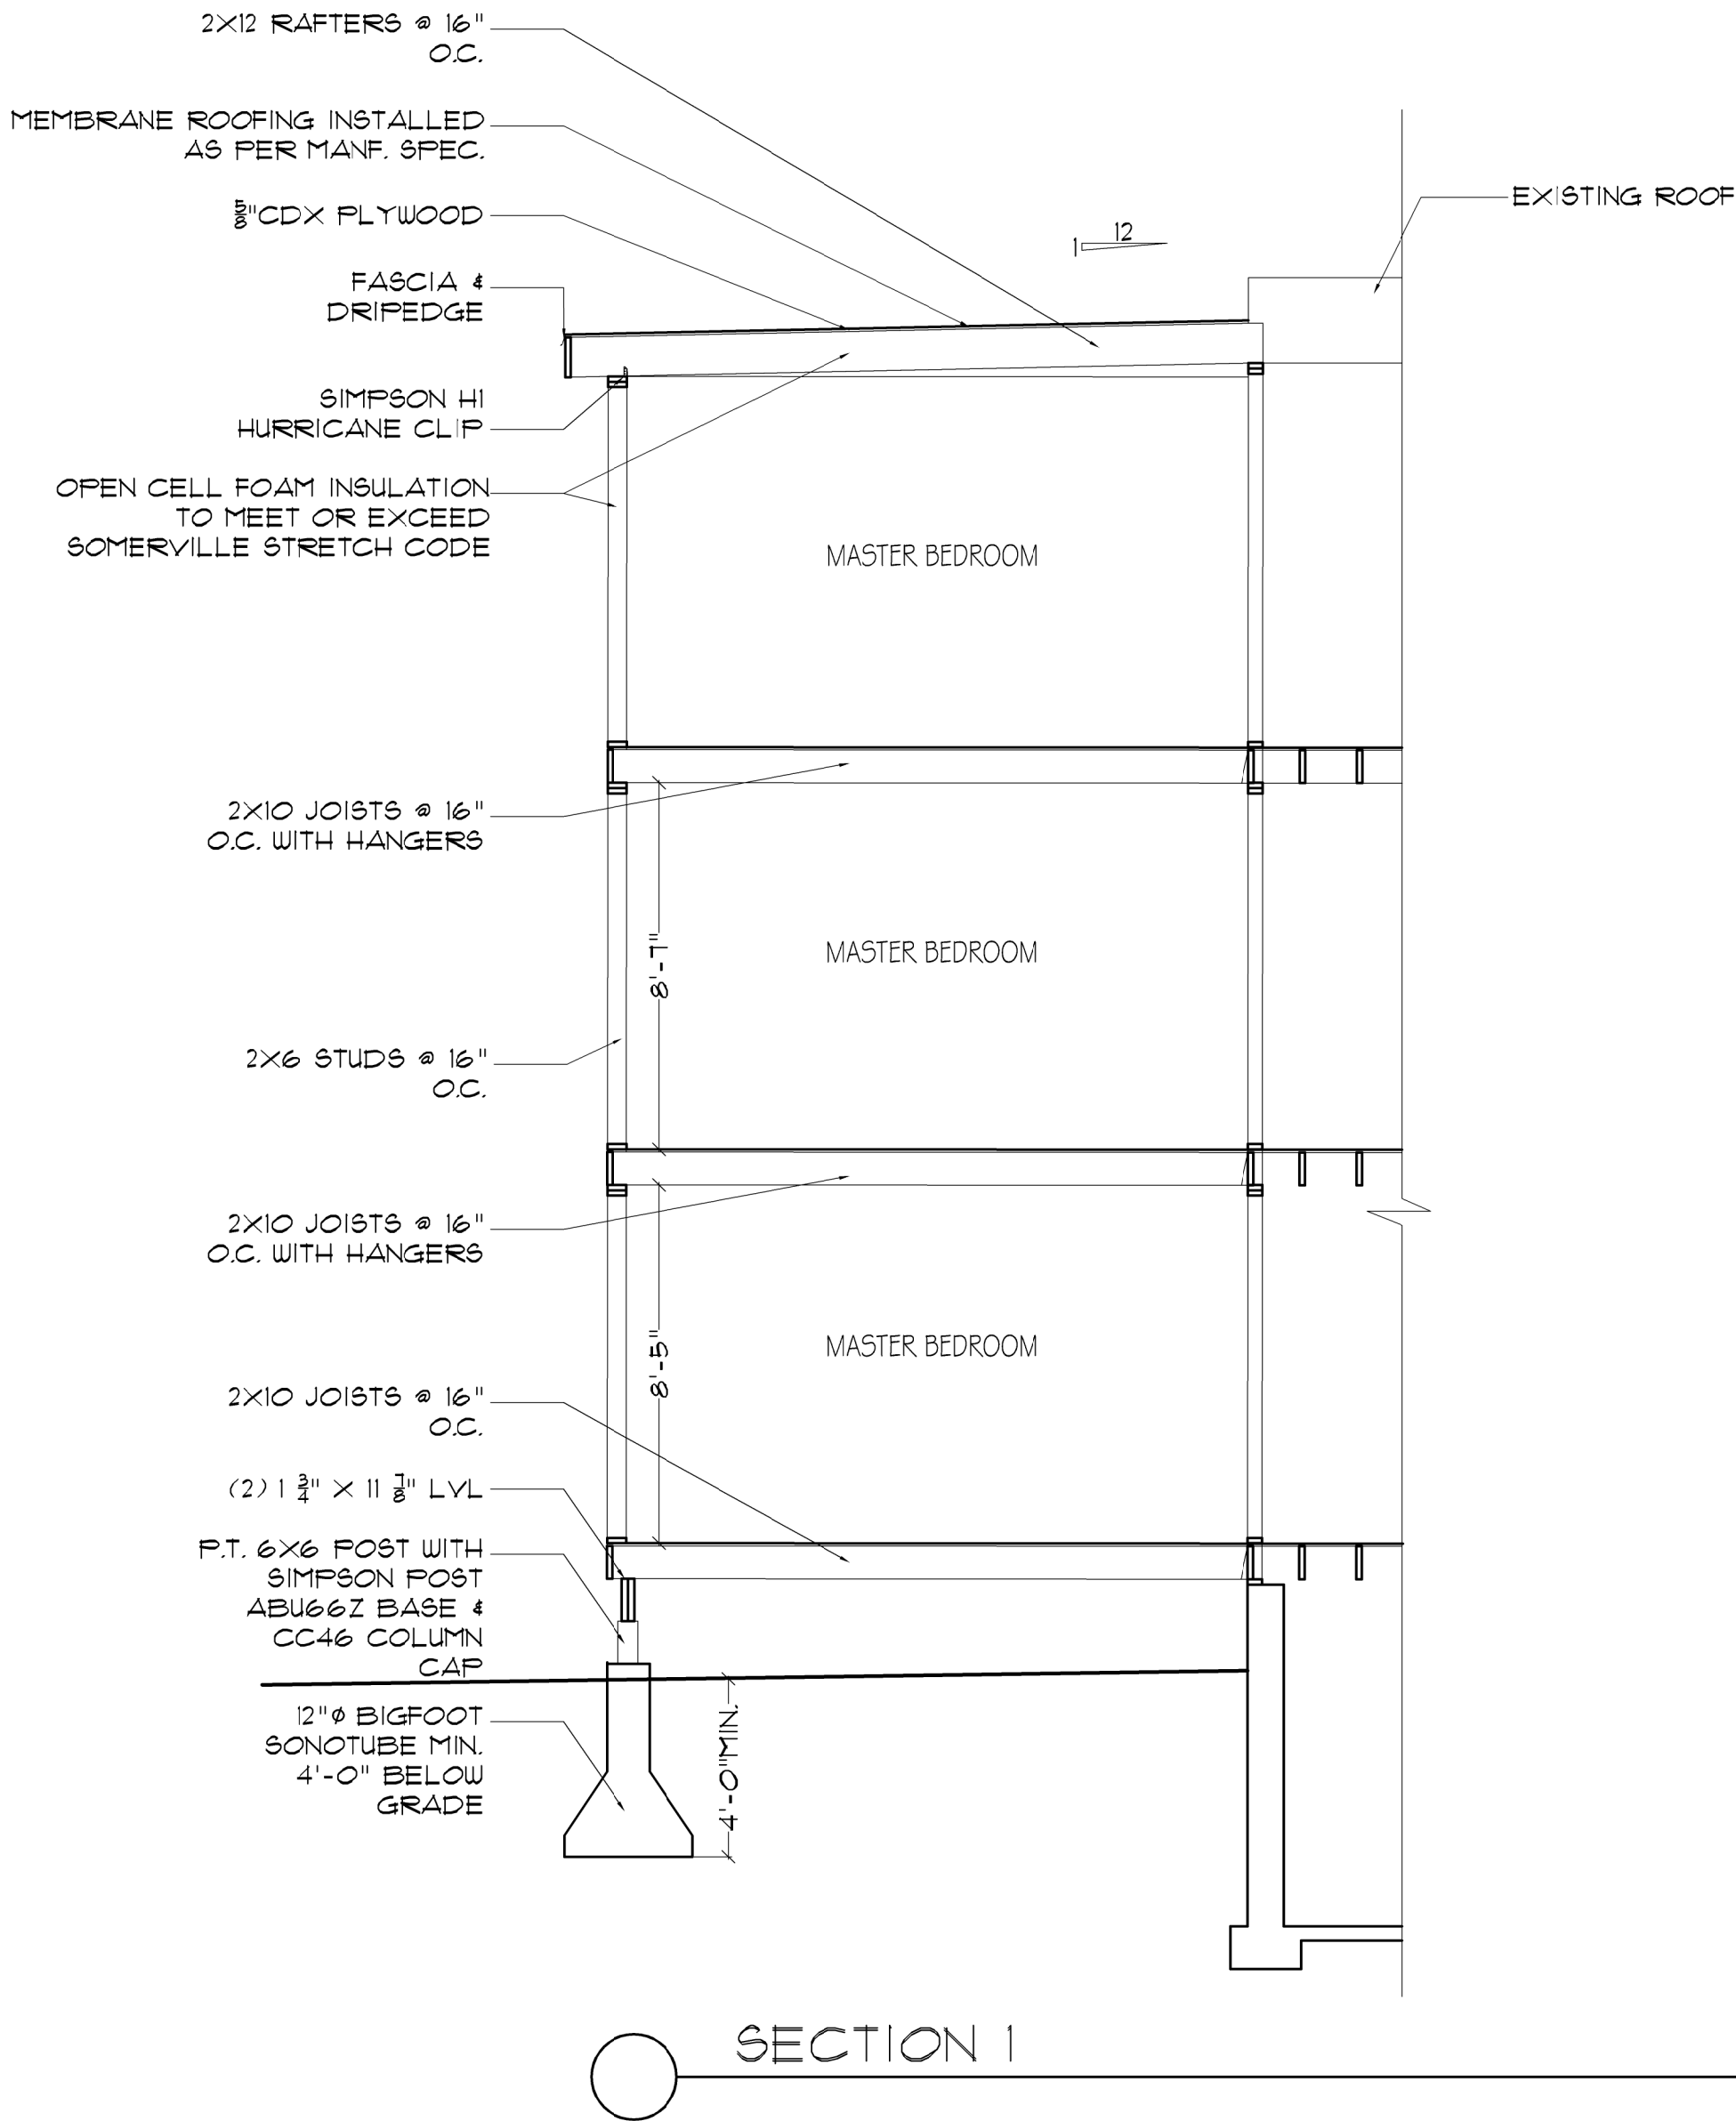 2X12 RAFTERS @ 16"
O.C.
MEMBRANE ROOFING INSTALLED
AS PER MANF. SPEC.
EXISTING ROOF
5/8"CDX PLYWOOD
12
1
FASCIA &
DRIPEDGE
SIMPSON H1
HURRICANE CLIP
OPEN CELL FOAM INSULATION
TO MEET OR EXCEED
SOMERVILLE STRETCH CODE
MASTER BEDROOM
2X10 JOISTS @ 16"
O.C. WITH HANGERS
8'-7"
MASTER BEDROOM
2X6 STUDS @ 16"
O.C.
2X10 JOISTS @ 16"
O.C. WITH HANGERS
8'-5"
MASTER BEDROOM
2X10 JOISTS @ 16"
O.C.
(2) 1 3/4" X 11 7/8" LVL
P.T. 6X6 POST WITH
SIMPSON POST
ABU66Z BASE &
CC46 COLUMN
CAP
12"ø BIGFOOT
SONOTUBE MIN.
4'-0" BELOW
GRADE
4'-0"MIN.
SECTION 1